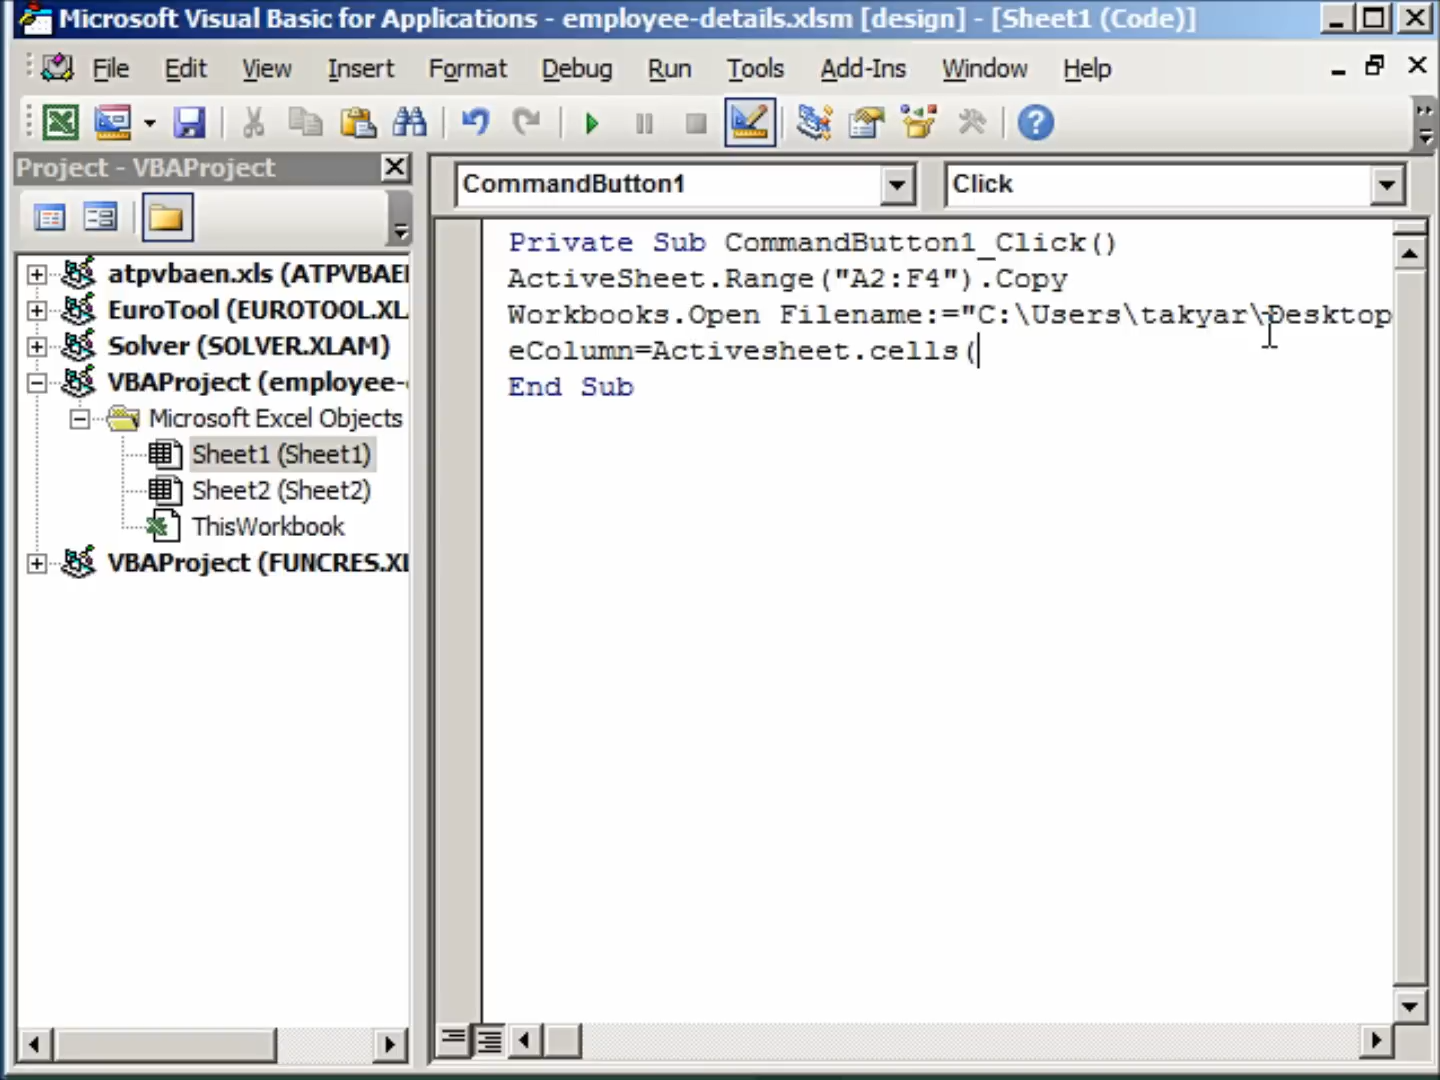 Microsoft Visual Basic for Applications - employee-details.xlsm [design] - [Sheet1 (Code)]
File Edit View Insert Format Debug Run Tools Add-Ins Window Help
Project - VBAProject
CommandButton1 Click
atpvbaen.xls (ATPVBAE
EuroTool (EUROTOOL.XL
Solver (SOLVER.XLAM)
VBAProject (employee-
Microsoft Excel Objects
Sheet1 (Sheet1)
Sheet2 (Sheet2)
ThisWorkbook
VBAProject (FUNCRES.XL
Private Sub CommandButton1_Click()
ActiveSheet.Range("A2:F4").Copy
Workbooks.Open Filename:="C:\Users\takyar\Desktop
eColumn=Activesheet.cells(
End Sub